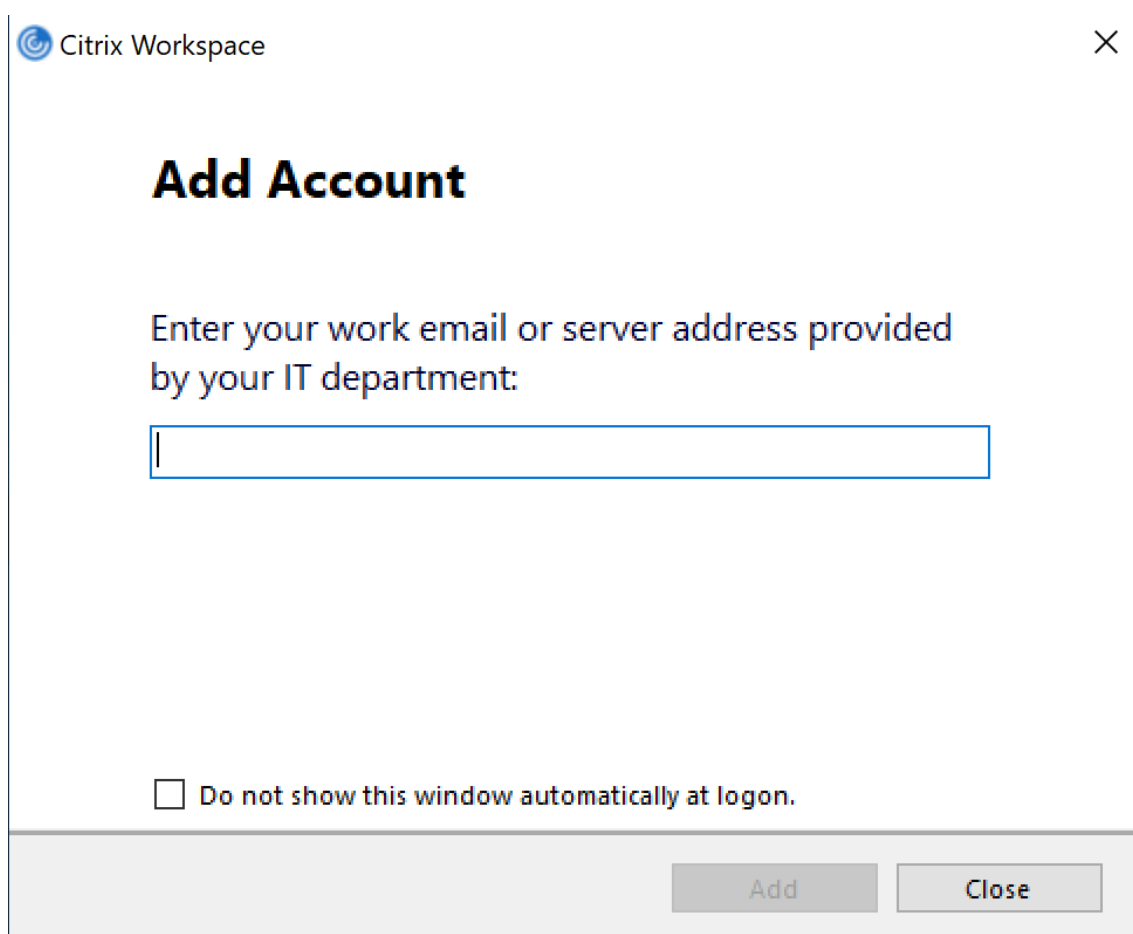 Citrix Workspace
Add Account
Enter your work email or server address provided
by your IT department:
Do not show this window automatically at logon.
Add
Close